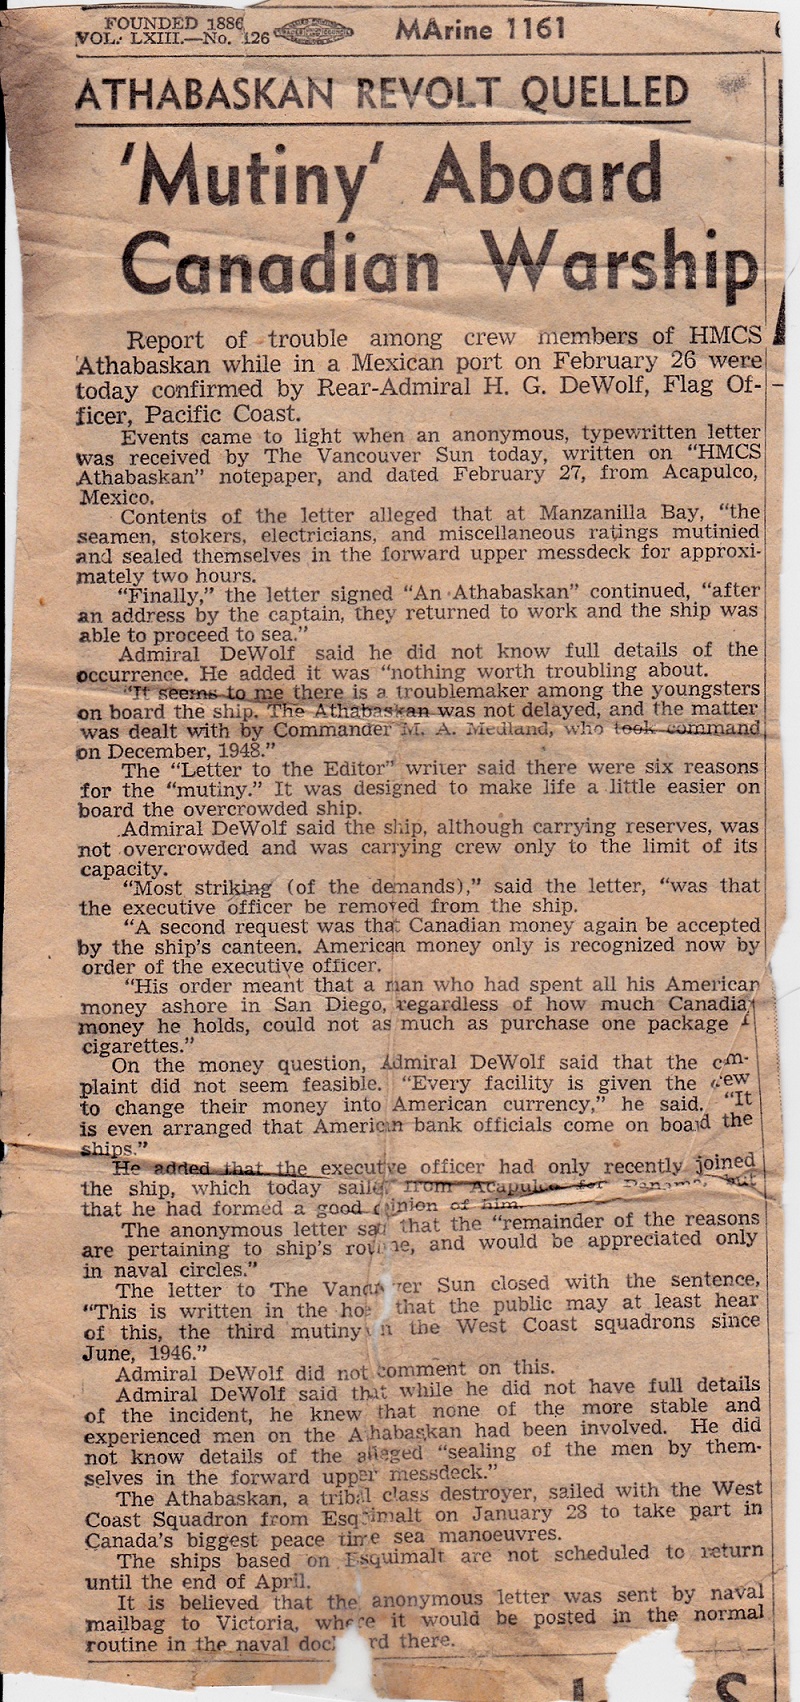 FOUNDED 1886
VOL. LXIII.—No. 126
MArine 1161
ATHABASKAN REVOLT QUELLED
'Mutiny' Aboard
Canadian Warship
Report of trouble among crew members of HMCS
Athabaskan while in a Mexican port on February 26 were
today confirmed by Rear-Admiral H. G. DeWolf, Flag Of-
ficer, Pacific Coast.
Events came to light when an anonymous, typewritten letter
was received by The Vancouver Sun today, written on "HMCS
Athabaskan" notepaper, and dated February 27, from Acapulco,
Mexico.
Contents of the letter alleged that at Manzanilla Bay, "the
seamen, stokers, electricians, and miscellaneous ratings mutinied
and sealed themselves in the forward upper messdeck for approxi-
mately two hours.
"Finally," the letter signed "An Athabaskan" continued, "after
an address by the captain, they returned to work and the ship was
able to proceed to sea."
Admiral DeWolf said he did not know full details of the
occurrence. He added it was "nothing worth troubling about.
"It seems to me there is a troublemaker among the youngsters
on board the ship. The Athabaskan was not delayed, and the matter
was dealt with by Commander M. A. Medland, who took command
on December, 1948."
The "Letter to the Editor" writer said there were six reasons
for the "mutiny." It was designed to make life a little easier on
board the overcrowded ship.
Admiral DeWolf said the ship, although carrying reserves, was
not overcrowded and was carrying crew only to the limit of its
capacity.
"Most striking (of the demands)," said the letter, "was that
the executive officer be removed from the ship.
"A second request was that Canadian money again be accepted
by the ship's canteen. American money only is recognized now by
order of the executive officer.
"His order meant that a man who had spent all his American
money ashore in San Diego, regardless of how much Canadian
money he holds, could not as much as purchase one package
cigarettes."
On the money question, Admiral DeWolf said that the com-
plaint did not seem feasible. "Every facility is given the crew
to change their money into American currency," he said. "It
is even arranged that American bank officials come on board the
ships."
He added that the executive officer had only recently joined
the ship, which today sailed from Acapulco for Panama, but
that he had formed a good opinion of him.
The anonymous letter said that the "remainder of the reasons
are pertaining to ship's routine, and would be appreciated only
in naval circles."
The letter to The Vancouver Sun closed with the sentence,
"This is written in the hope that the public may at least hear
of this, the third mutiny in the West Coast squadrons since
June, 1946."
Admiral DeWolf did not comment on this.
Admiral DeWolf said that while he did not have full details
of the incident, he knew that none of the more stable and
experienced men on the Athabaskan had been involved. He did
not know details of the alleged "sealing of the men by them-
selves in the forward upper messdeck."
The Athabaskan, a tribal class destroyer, sailed with the West
Coast Squadron from Esquimalt on January 28 to take part in
Canada's biggest peace time sea manoeuvres.
The ships based on Esquimalt are not scheduled to return
until the end of April.
It is believed that the anonymous letter was sent by naval
mailbag to Victoria, where it would be posted in the normal
routine in the naval dockyard there.